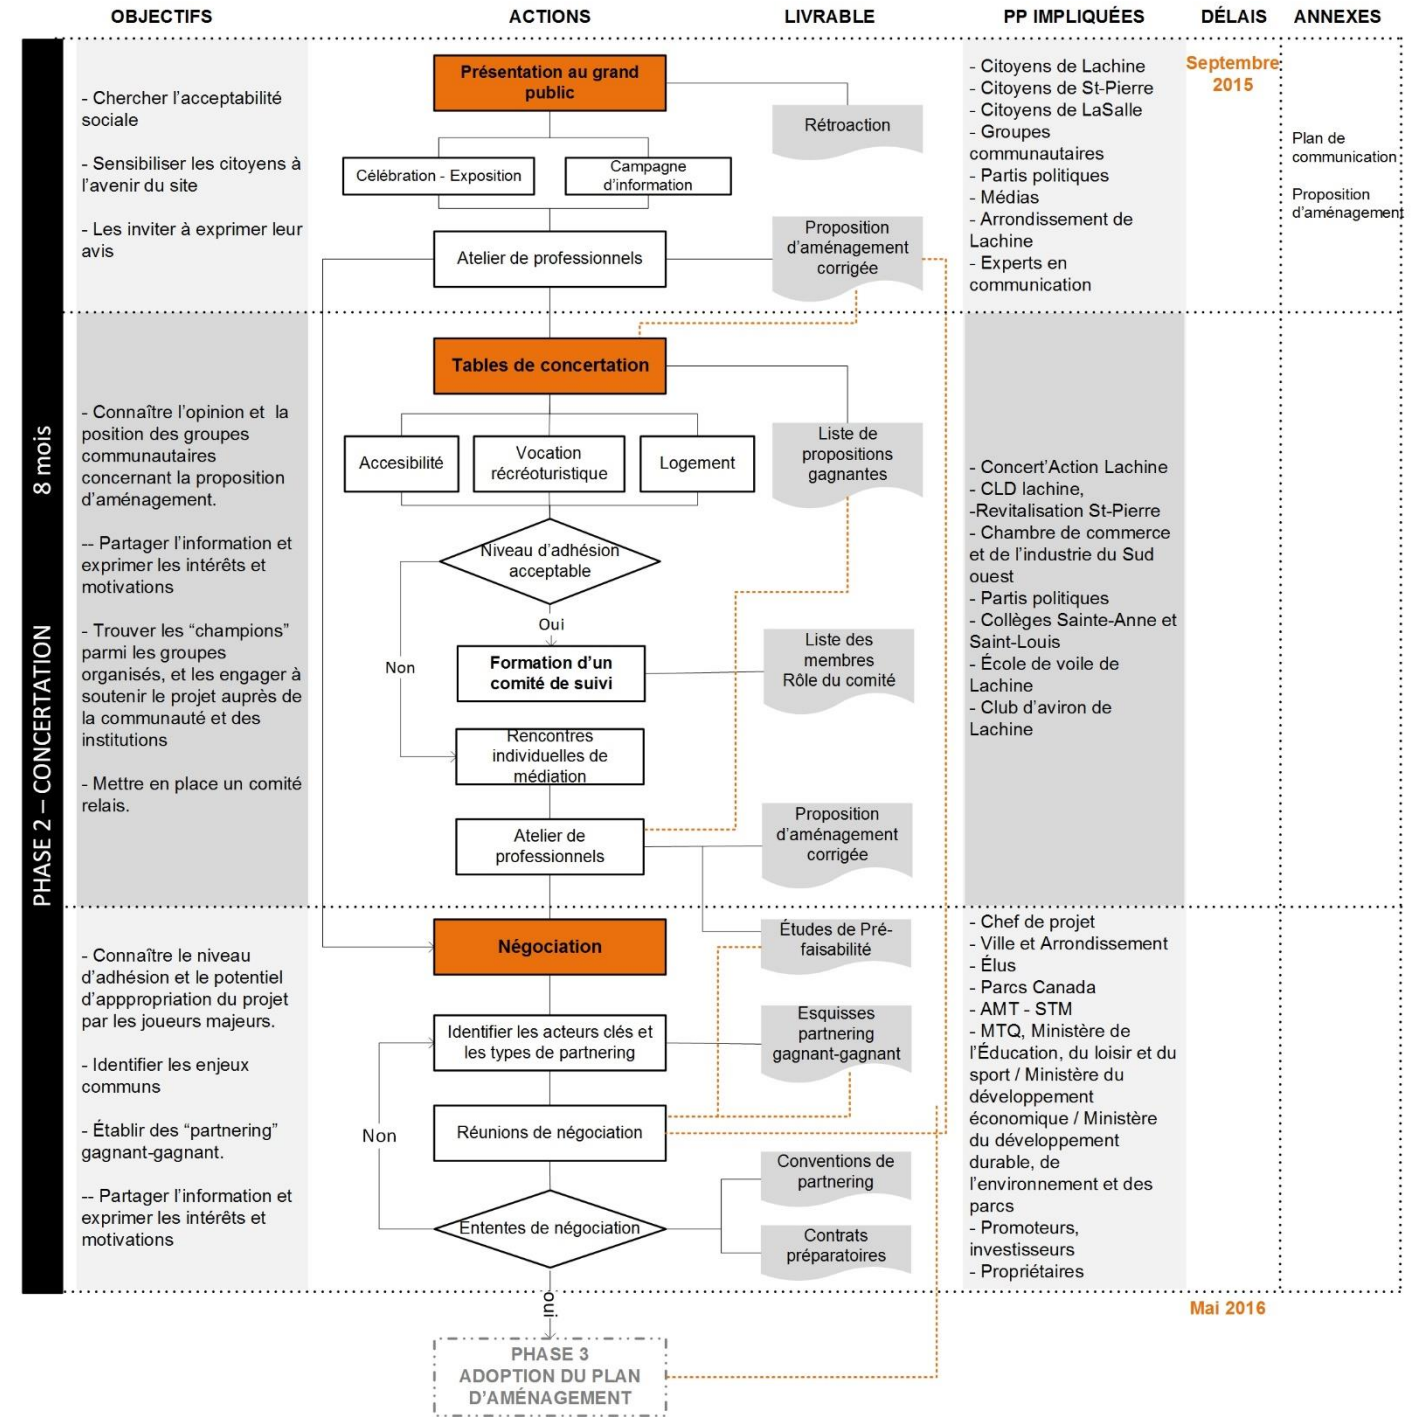 OBJECTIFS
ACTIONS
LIVRABLE
PP IMPLIQUÉES
DÉLAIS
ANNEXES
PHASE 2 – CONCERTATION
8 mois
- Chercher l’acceptabilité
sociale
- Sensibiliser les citoyens à
l’avenir du site
- Les inviter à exprimer leur
avis
Présentation au grand
public
Célébration - Exposition
Campagne
d’information
Atelier de professionnels
Rétroaction
Proposition
d’aménagement
corrigée
- Citoyens de Lachine
- Citoyens de St-Pierre
- Citoyens de LaSalle
- Groupes
communautaires
- Partis politiques
- Médias
- Arrondissement de
Lachine
- Experts en
communication
Septembre
2015
Plan de
communication
Proposition
d’aménagement
- Connaître l’opinion et  la
position des groupes
communautaires
concernant la proposition
d’aménagement.
-- Partager l’information et
exprimer les intérêts et
motivations
- Trouver les “champions”
parmi les groupes
organisés, et les engager à
soutenir le projet auprès de
la communauté et des
institutions
- Mettre en place un comité
relais.
Tables de concertation
Accesibilité
Vocation
récréoturistique
Logement
Niveau d’adhésion
acceptable
Oui
Non
Formation d’un
comité de suivi
Rencontres
individuelles de
médiation
Atelier de
professionnels
Liste de
propositions
gagnantes
Liste des
membres
Rôle du comité
Proposition
d’aménagement
corrigée
- Concert’Action Lachine
- CLD lachine,
-Revitalisation St-Pierre
- Chambre de commerce
et de l’industrie du Sud
ouest
- Partis politiques
- Collèges Sainte-Anne et
Saint-Louis
- École de voile de
Lachine
- Club d’aviron de
Lachine
- Connaître le niveau
d’adhésion et le potentiel
d’apppropriation du projet
par les joueurs majeurs.
- Identifier les enjeux
communs
- Établir des “partnering”
gagnant-gagnant.
-- Partager l’information et
exprimer les intérêts et
motivations
Négociation
Identifier les acteurs clés et
les types de partnering
Réunions de négociation
Non
Ententes de négociation
oui
Études de Pré-
faisabilité
Esquisses
partnering
gagnant-gagnant
Conventions de
partnering
Contrats
préparatoires
- Chef de projet
- Ville et Arrondissement
- Élus
- Parcs Canada
- AMT - STM
- MTQ, Ministère de
l’Éducation, du loisir et du
sport / Ministère du
développement
économique / Ministère
du développement
durable, de
l’environnement et des
parcs
- Promoteurs,
investisseurs
- Propriétaires
Mai 2016
PHASE 3
ADOPTION DU PLAN
D’AMÉNAGEMENT